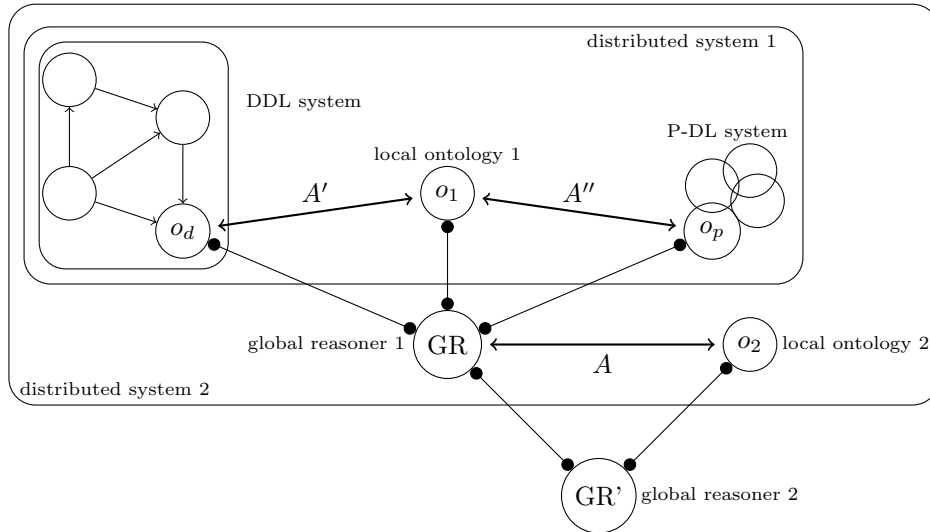 distributed system 1
DDL system
P-DL system
local ontology 1
A′
o1
A″
od
op
global reasoner 1
GR
A
o2
local ontology 2
distributed system 2
GR'
global reasoner 2